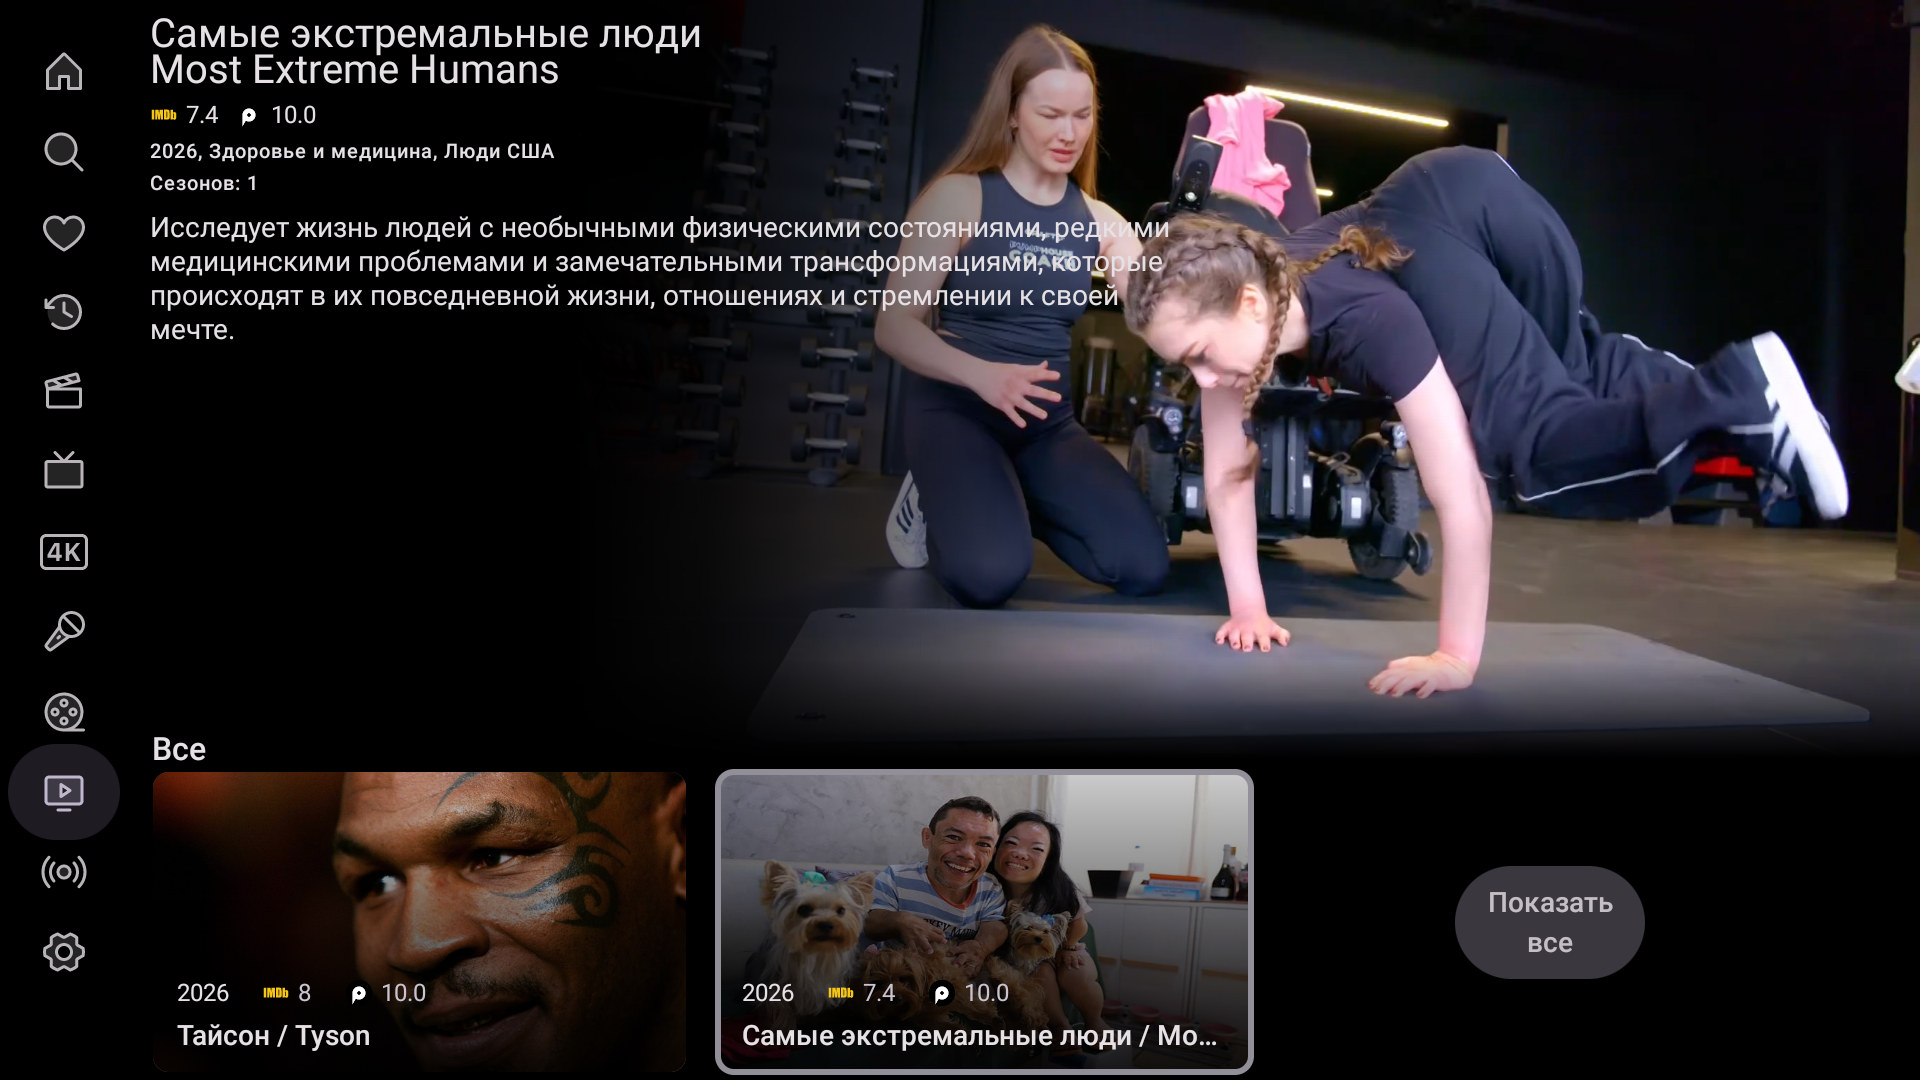 Самые экстремальные люди
Most Extreme Humans
IMDb 7.4 10.0
2026, Здоровье и медицина, Люди США
Сезонов: 1
Исследует жизнь людей с необычными физическими состояниями, редкими
медицинскими проблемами и замечательными трансформациями, которые
происходят в их повседневной жизни, отношениях и стремлении к своей
мечте.
COACH
4K
Все
2026 IMDb 8 10.0
Тайсон / Tyson
2026 IMDb 7.4 10.0
Самые экстремальные люди / Mo...
Показать
все